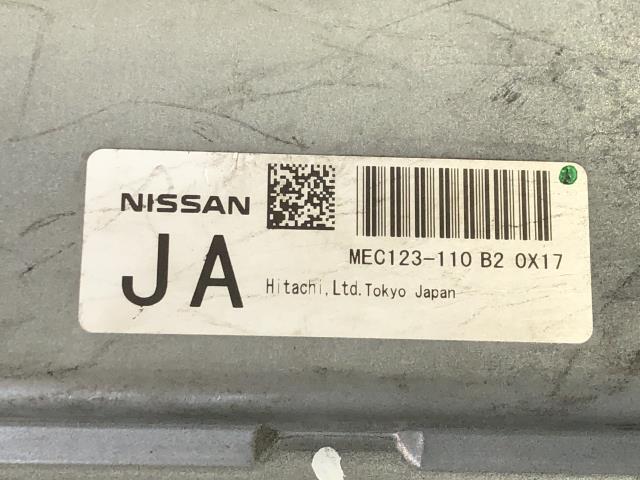 NISSAN
JA
MEC123-110 B2 0X17
Hitachi,Ltd.Tokyo Japan